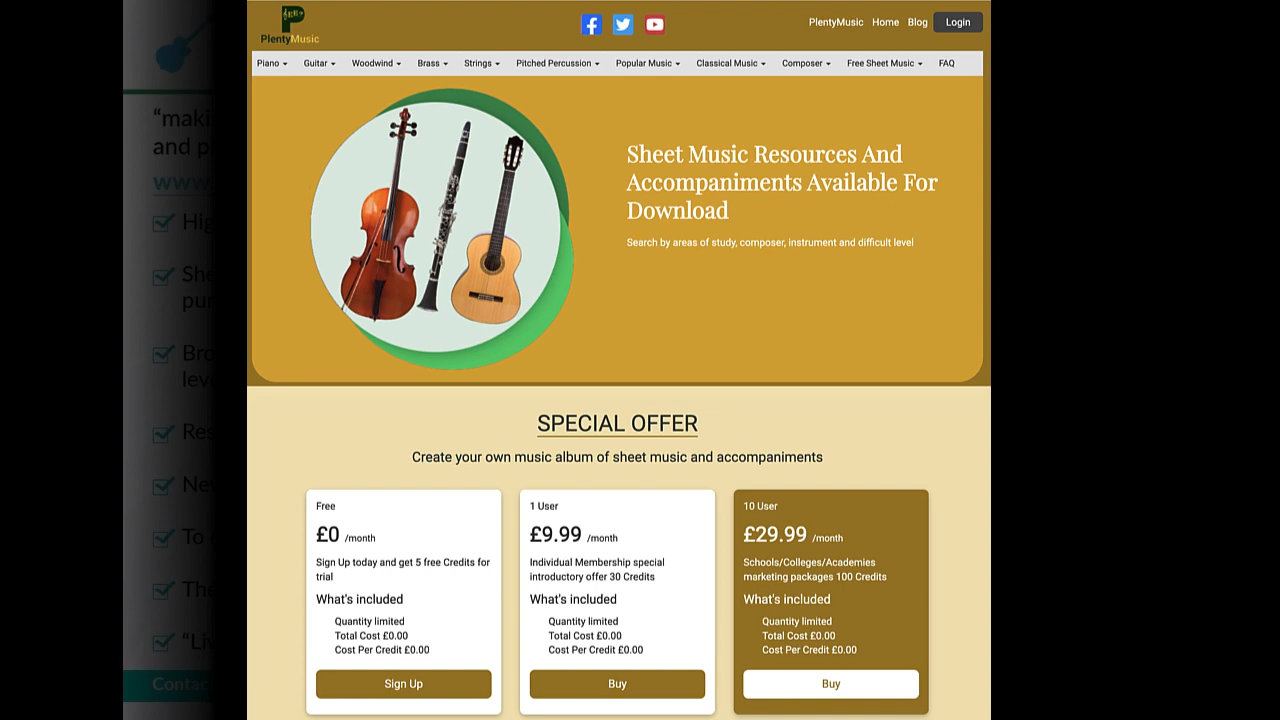 PlentyMusic
PlentyMusic Home Blog Login
Piano Guitar Woodwind Brass Strings Pitched Percussion Popular Music Classical Music Composer Free Sheet Music FAQ
Sheet Music Resources And
Accompaniments Available For
Download
Search by areas of study, composer, instrument and difficult level
SPECIAL OFFER
Create your own music album of sheet music and accompaniments
Free
£0 /month
Sign Up today and get 5 free Credits for
trial
What's included
Quantity limited
Total Cost £0.00
Cost Per Credit £0.00
Sign Up
1 User
£9.99 /month
Individual Membership special
introductory offer 30 Credits
What's included
Quantity limited
Total Cost £0.00
Cost Per Credit £0.00
Buy
10 User
£29.99 /month
Schools/Colleges/Academies
marketing packages 100 Credits
What's included
Quantity limited
Total Cost £0.00
Cost Per Credit £0.00
Buy
and
www.
To